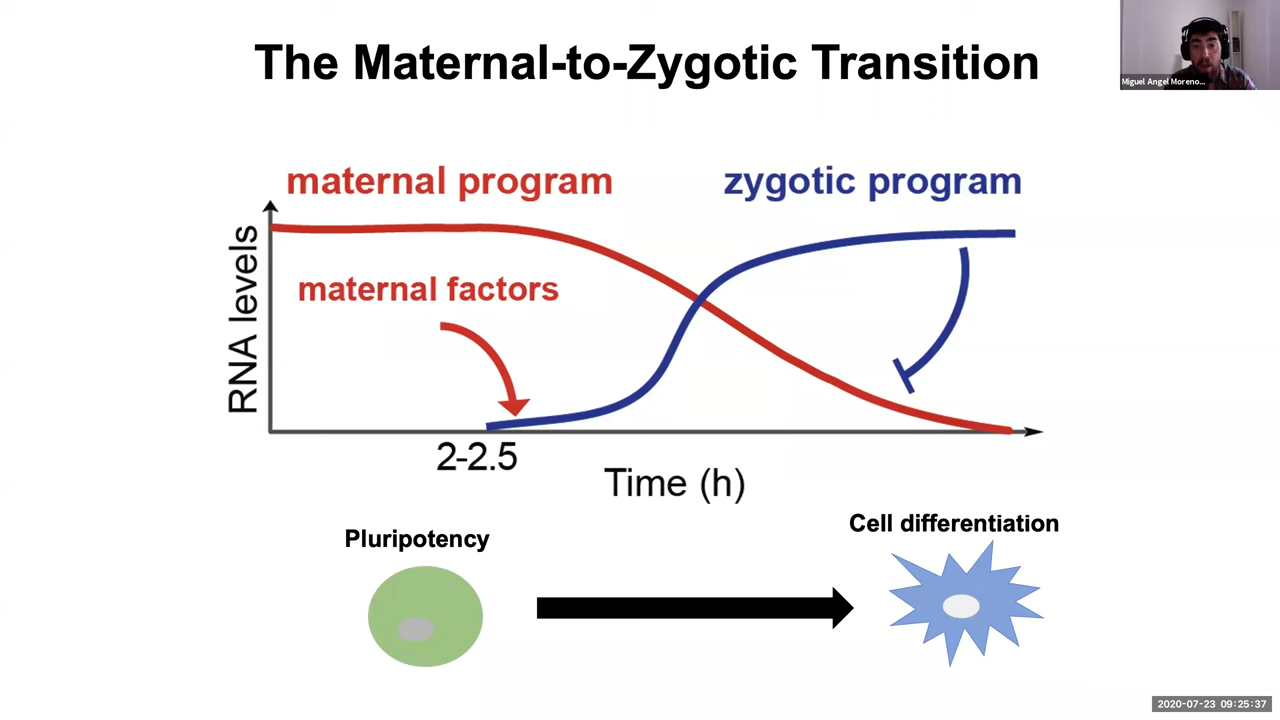 The Maternal-to-Zygotic Transition
Miguel Angel Moreno...
maternal program
zygotic program
RNA levels
maternal factors
2-2.5
Time (h)
Pluripotency
Cell differentiation
2020-07-23 09:25:37